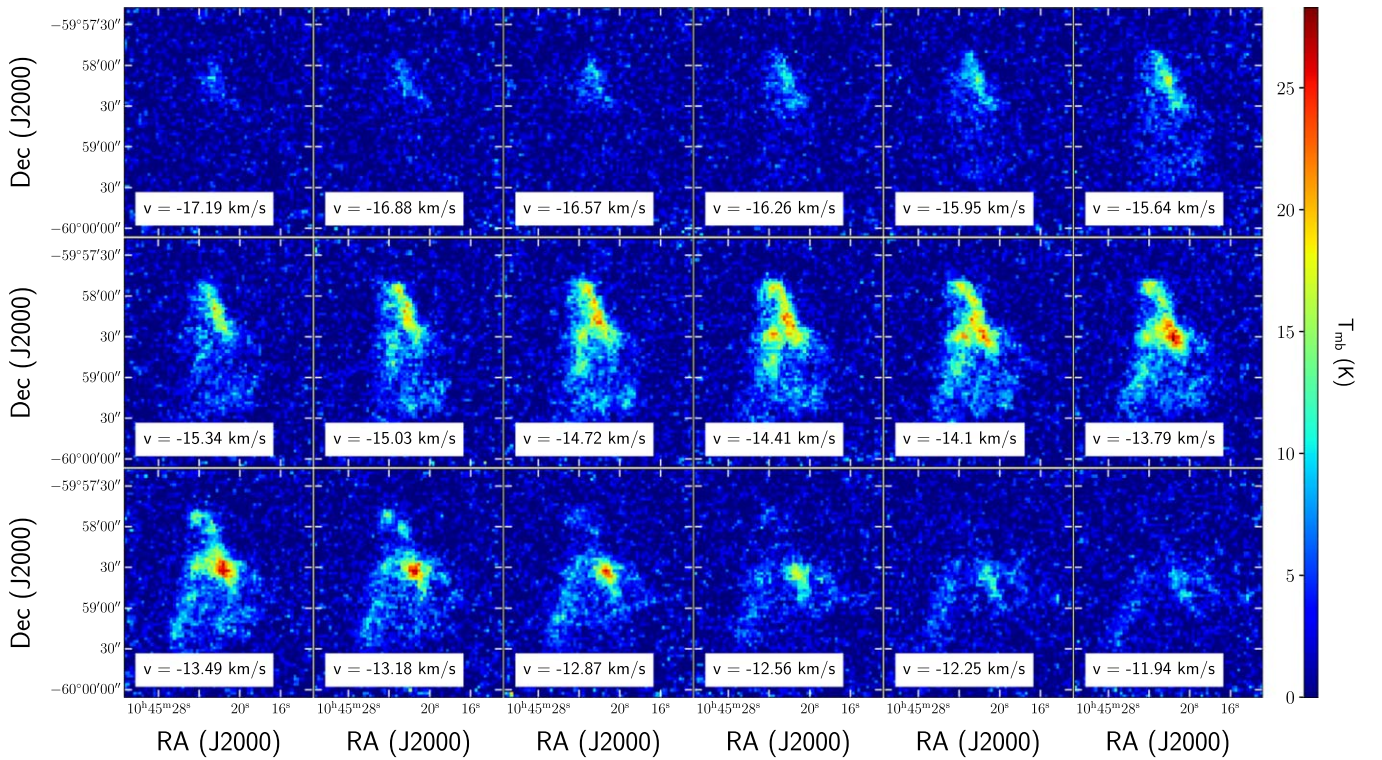 Dec (J2000)
−59°57′30″
58′00″
30″
59′00″
30″
−60°00′00″
v = -17.19 km/s
v = -16.88 km/s
v = -16.57 km/s
v = -16.26 km/s
v = -15.95 km/s
v = -15.64 km/s
Dec (J2000)
−59°57′30″
58′00″
30″
59′00″
30″
−60°00′00″
v = -15.34 km/s
v = -15.03 km/s
v = -14.72 km/s
v = -14.41 km/s
v = -14.1 km/s
v = -13.79 km/s
Dec (J2000)
−59°57′30″
58′00″
30″
59′00″
30″
−60°00′00″
v = -13.49 km/s
v = -13.18 km/s
v = -12.87 km/s
v = -12.56 km/s
v = -12.25 km/s
v = -11.94 km/s
10ʰ45ᵐ28ˢ 20ˢ 16ˢ
10ʰ45ᵐ28ˢ 20ˢ 16ˢ
10ʰ45ᵐ28ˢ 20ˢ 16ˢ
10ʰ45ᵐ28ˢ 20ˢ 16ˢ
10ʰ45ᵐ28ˢ 20ˢ 16ˢ
10ʰ45ᵐ28ˢ 20ˢ 16ˢ
RA (J2000)
RA (J2000)
RA (J2000)
RA (J2000)
RA (J2000)
RA (J2000)
25
20
15
10
5
0
Tmb (K)